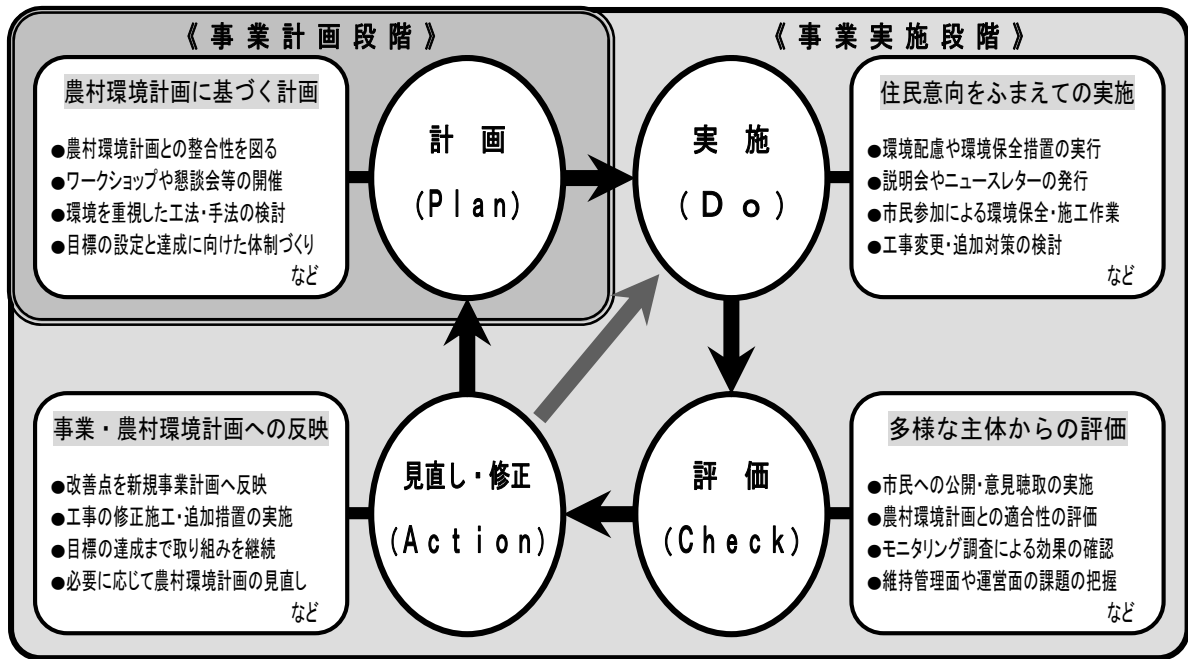 《事業計画段階》
《事業実施段階》
農村環境計画に基づく計画
●農村環境計画との整合性を図る
●ワークショップや懇談会等の開催
●環境を重視した工法・手法の検討
●目標の設定と達成に向けた体制づくり
など
計画
(Plan)
実施
(Do)
住民意向をふまえての実施
●環境配慮や環境保全措置の実行
●説明会やニュースレターの発行
●市民参加による環境保全・施工作業
●工事変更・追加対策の検討
など
事業・農村環境計画への反映
●改善点を新規事業計画へ反映
●工事の修正施工・追加措置の実施
●目標の達成まで取り組みを継続
●必要に応じて農村環境計画の見直し
など
見直し・修正
(Action)
評価
(Check)
多様な主体からの評価
●市民への公開・意見聴取の実施
●農村環境計画との適合性の評価
●モニタリング調査による効果の確認
●維持管理面や運営面の課題の把握
など